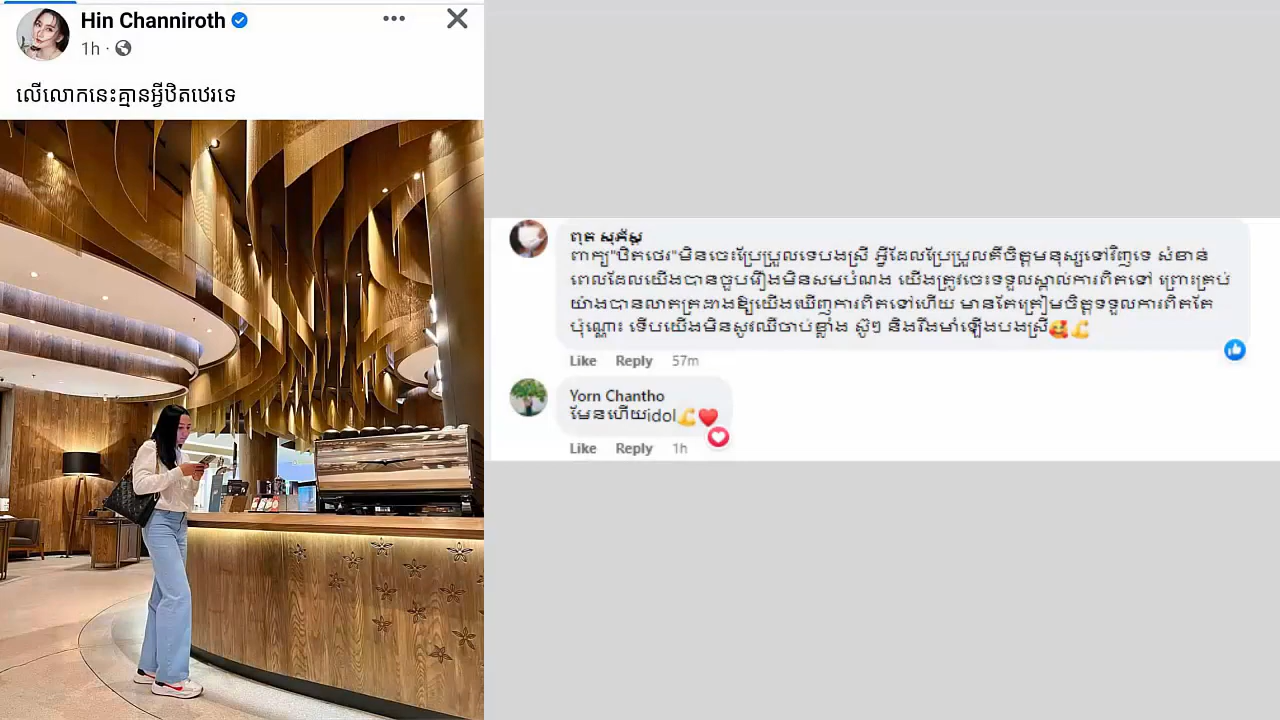 Hin Channiroth
1h ·
លើលោកនេះគ្មានអ្វីឋិតឋេរទេ
ពុត សុភ័ស្ត
ពាក្យ"ឋិតថេរ"មិនចេះប្រែប្រួលទេបងស្រី អ្វីដែលប្រែប្រួលគឺចិត្តមនុស្សទៅវិញទេ សំខាន់
ពេលដែលយើងបានជួបរឿងមិនសមបំណង យើងត្រូវចេះទទួលស្គាល់ការពិតទៅ ព្រោះគ្រប់
យ៉ាងបានលាតត្រដាងឱ្យយើងឃើញការពិតទៅហើយ មានតែត្រៀមចិត្តទទួលការពិតតែ
ប៉ុណ្ណោះ ទើបយើងមិនសូវឈឺចាប់ខ្លាំង ស៊ូៗ និងរឹងមាំឡើងបងស្រី🥰💪
Like Reply 57m
Yorn Chantho
មែនហើយidol💪❤️
Like Reply 1h